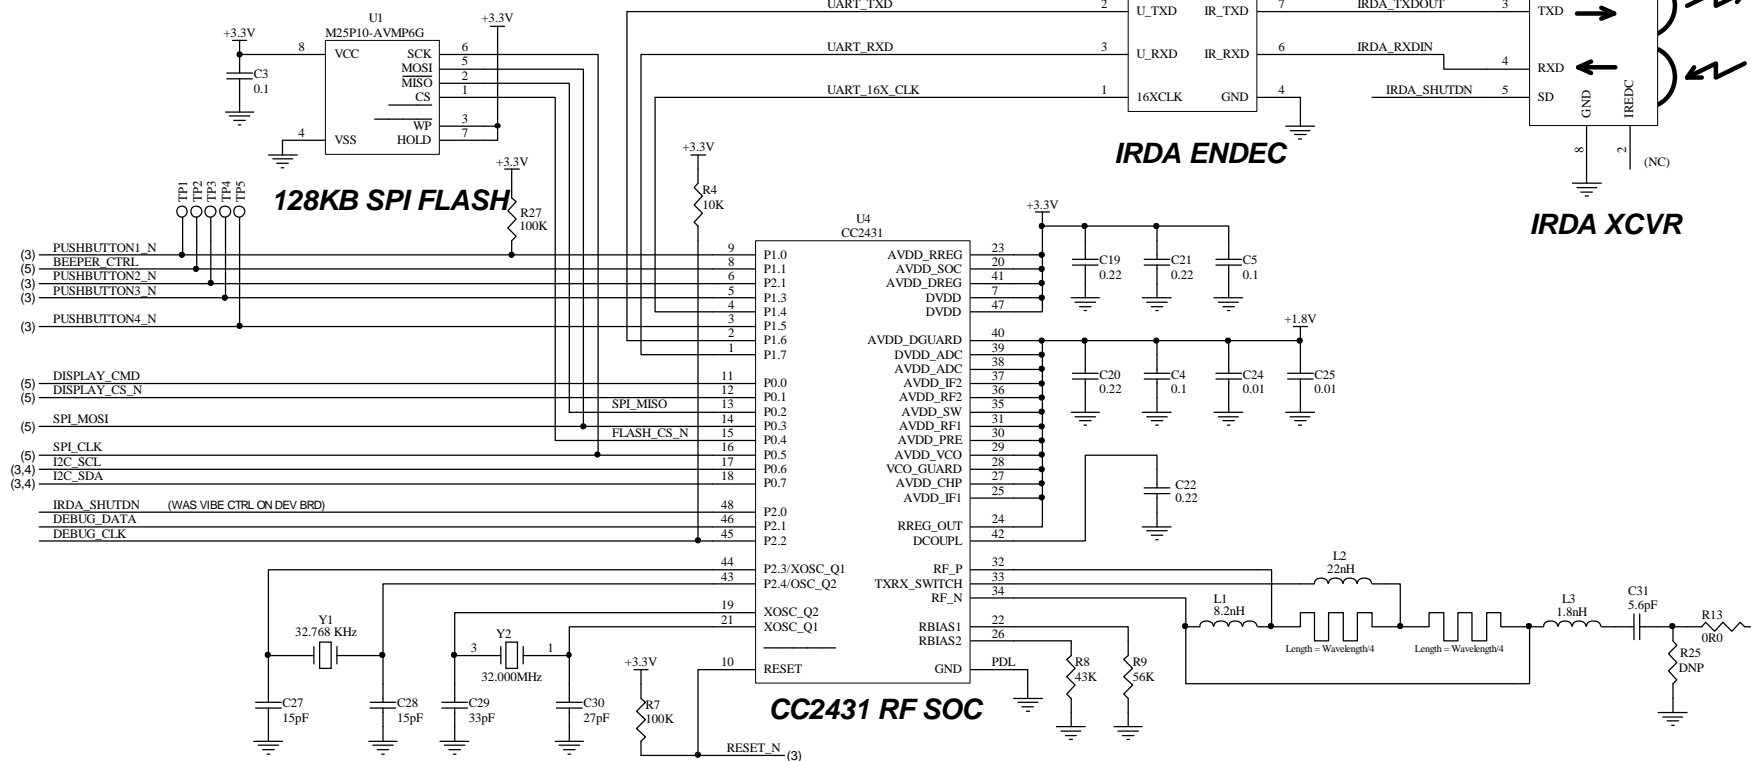 U1
M25P10-AVMP6G
+3.3V
+3.3V
8 VCC SCK 6
MOSI 5
MISO 2
CS 1
WP 3
4 VSS HOLD 7
C3
0.1
128KB SPI FLASH
UART_TXD 2 U_TXD IR_TXD 7 IRDA_TXDOUT 3 TXD
UART_RXD 3 U_RXD IR_RXD 6 IRDA_RXDIN 4 RXD
UART_16X_CLK 1 16XCLK GND 4 IRDA_SHUTDN 5 SD
GND
IREDC
8
2
(NC)
IRDA ENDEC
IRDA XCVR
TP1
TP2
TP3
TP4
TP5
+3.3V
R27
100K
+3.3V
R4
10K
U4
CC2431
(3) PUSHBUTTON1_N 9 P1.0
(5) BEEPER_CTRL 8 P1.1
(3) PUSHBUTTON2_N 6 P2.1
(3) PUSHBUTTON3_N 5 P1.3
4 P1.4
(3) PUSHBUTTON4_N 3 P1.5
2 P1.6
1 P1.7
(5) DISPLAY_CMD 11 P0.0
(5) DISPLAY_CS_N 12 P0.1
SPI_MISO 13 P0.2
(5) SPI_MOSI 14 P0.3
FLASH_CS_N 15 P0.4
(5) SPI_CLK 16 P0.5
(3,4) I2C_SCL 17 P0.6
(3,4) I2C_SDA 18 P0.7
IRDA_SHUTDN (WAS VIBE CTRL ON DEV BRD) 48 P2.0
DEBUG_DATA 46 P2.1
DEBUG_CLK 45 P2.2
44 P2.3/XOSC_Q1
43 P2.4/OSC_Q2
19 XOSC_Q2
21 XOSC_Q1
10 RESET
AVDD_RREG 23
AVDD_SOC 20
AVDD_DREG 41
DVDD 7
DVDD 47
AVDD_DGUARD 40
DVDD_ADC 39
AVDD_ADC 38
AVDD_IF2 37
AVDD_RF2 36
AVDD_SW 35
AVDD_RF1 31
AVDD_PRE 30
AVDD_VCO 29
VCO_GUARD 28
AVDD_CHP 27
AVDD_IF1 25
RREG_OUT 24
DCOUPL 42
RF_P 32
TXRX_SWITCH 33
RF_N 34
RBIAS1 22
RBIAS2 26
GND PDL
+3.3V
C19
0.22
C21
0.22
C5
0.1
+1.8V
C20
0.22
C4
0.1
C24
0.01
C25
0.01
C22
0.22
Y1
32.768 KHz
3 Y2 1
32.000MHz
C27
15pF
C28
15pF
C29
33pF
C30
27pF
+3.3V
R7
100K
RESET_N (3)
CC2431 RF SOC
R8
43K
R9
56K
L2
22nH
L1
8.2nH
Length = Wavelength/4
Length = Wavelength/4
L3
1.8nH
C31
5.6pF
R13
0R0
R25
DNP